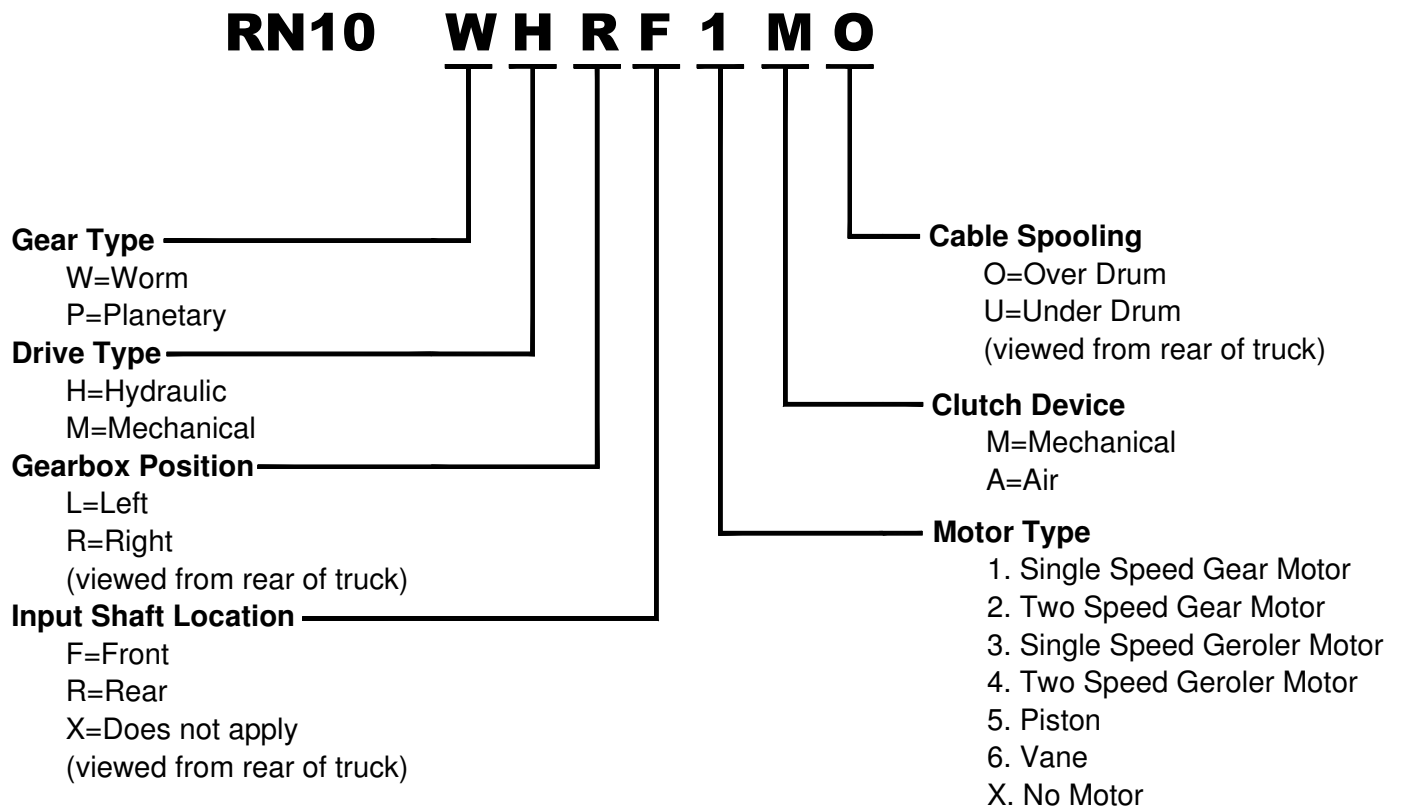 RN10 W H R F 1 M O
Gear Type
W=Worm
P=Planetary
Drive Type
H=Hydraulic
M=Mechanical
Gearbox Position
L=Left
R=Right
(viewed from rear of truck)
Input Shaft Location
F=Front
R=Rear
X=Does not apply
(viewed from rear of truck)
Cable Spooling
O=Over Drum
U=Under Drum
(viewed from rear of truck)
Clutch Device
M=Mechanical
A=Air
Motor Type
1. Single Speed Gear Motor
2. Two Speed Gear Motor
3. Single Speed Geroler Motor
4. Two Speed Geroler Motor
5. Piston
6. Vane
X. No Motor